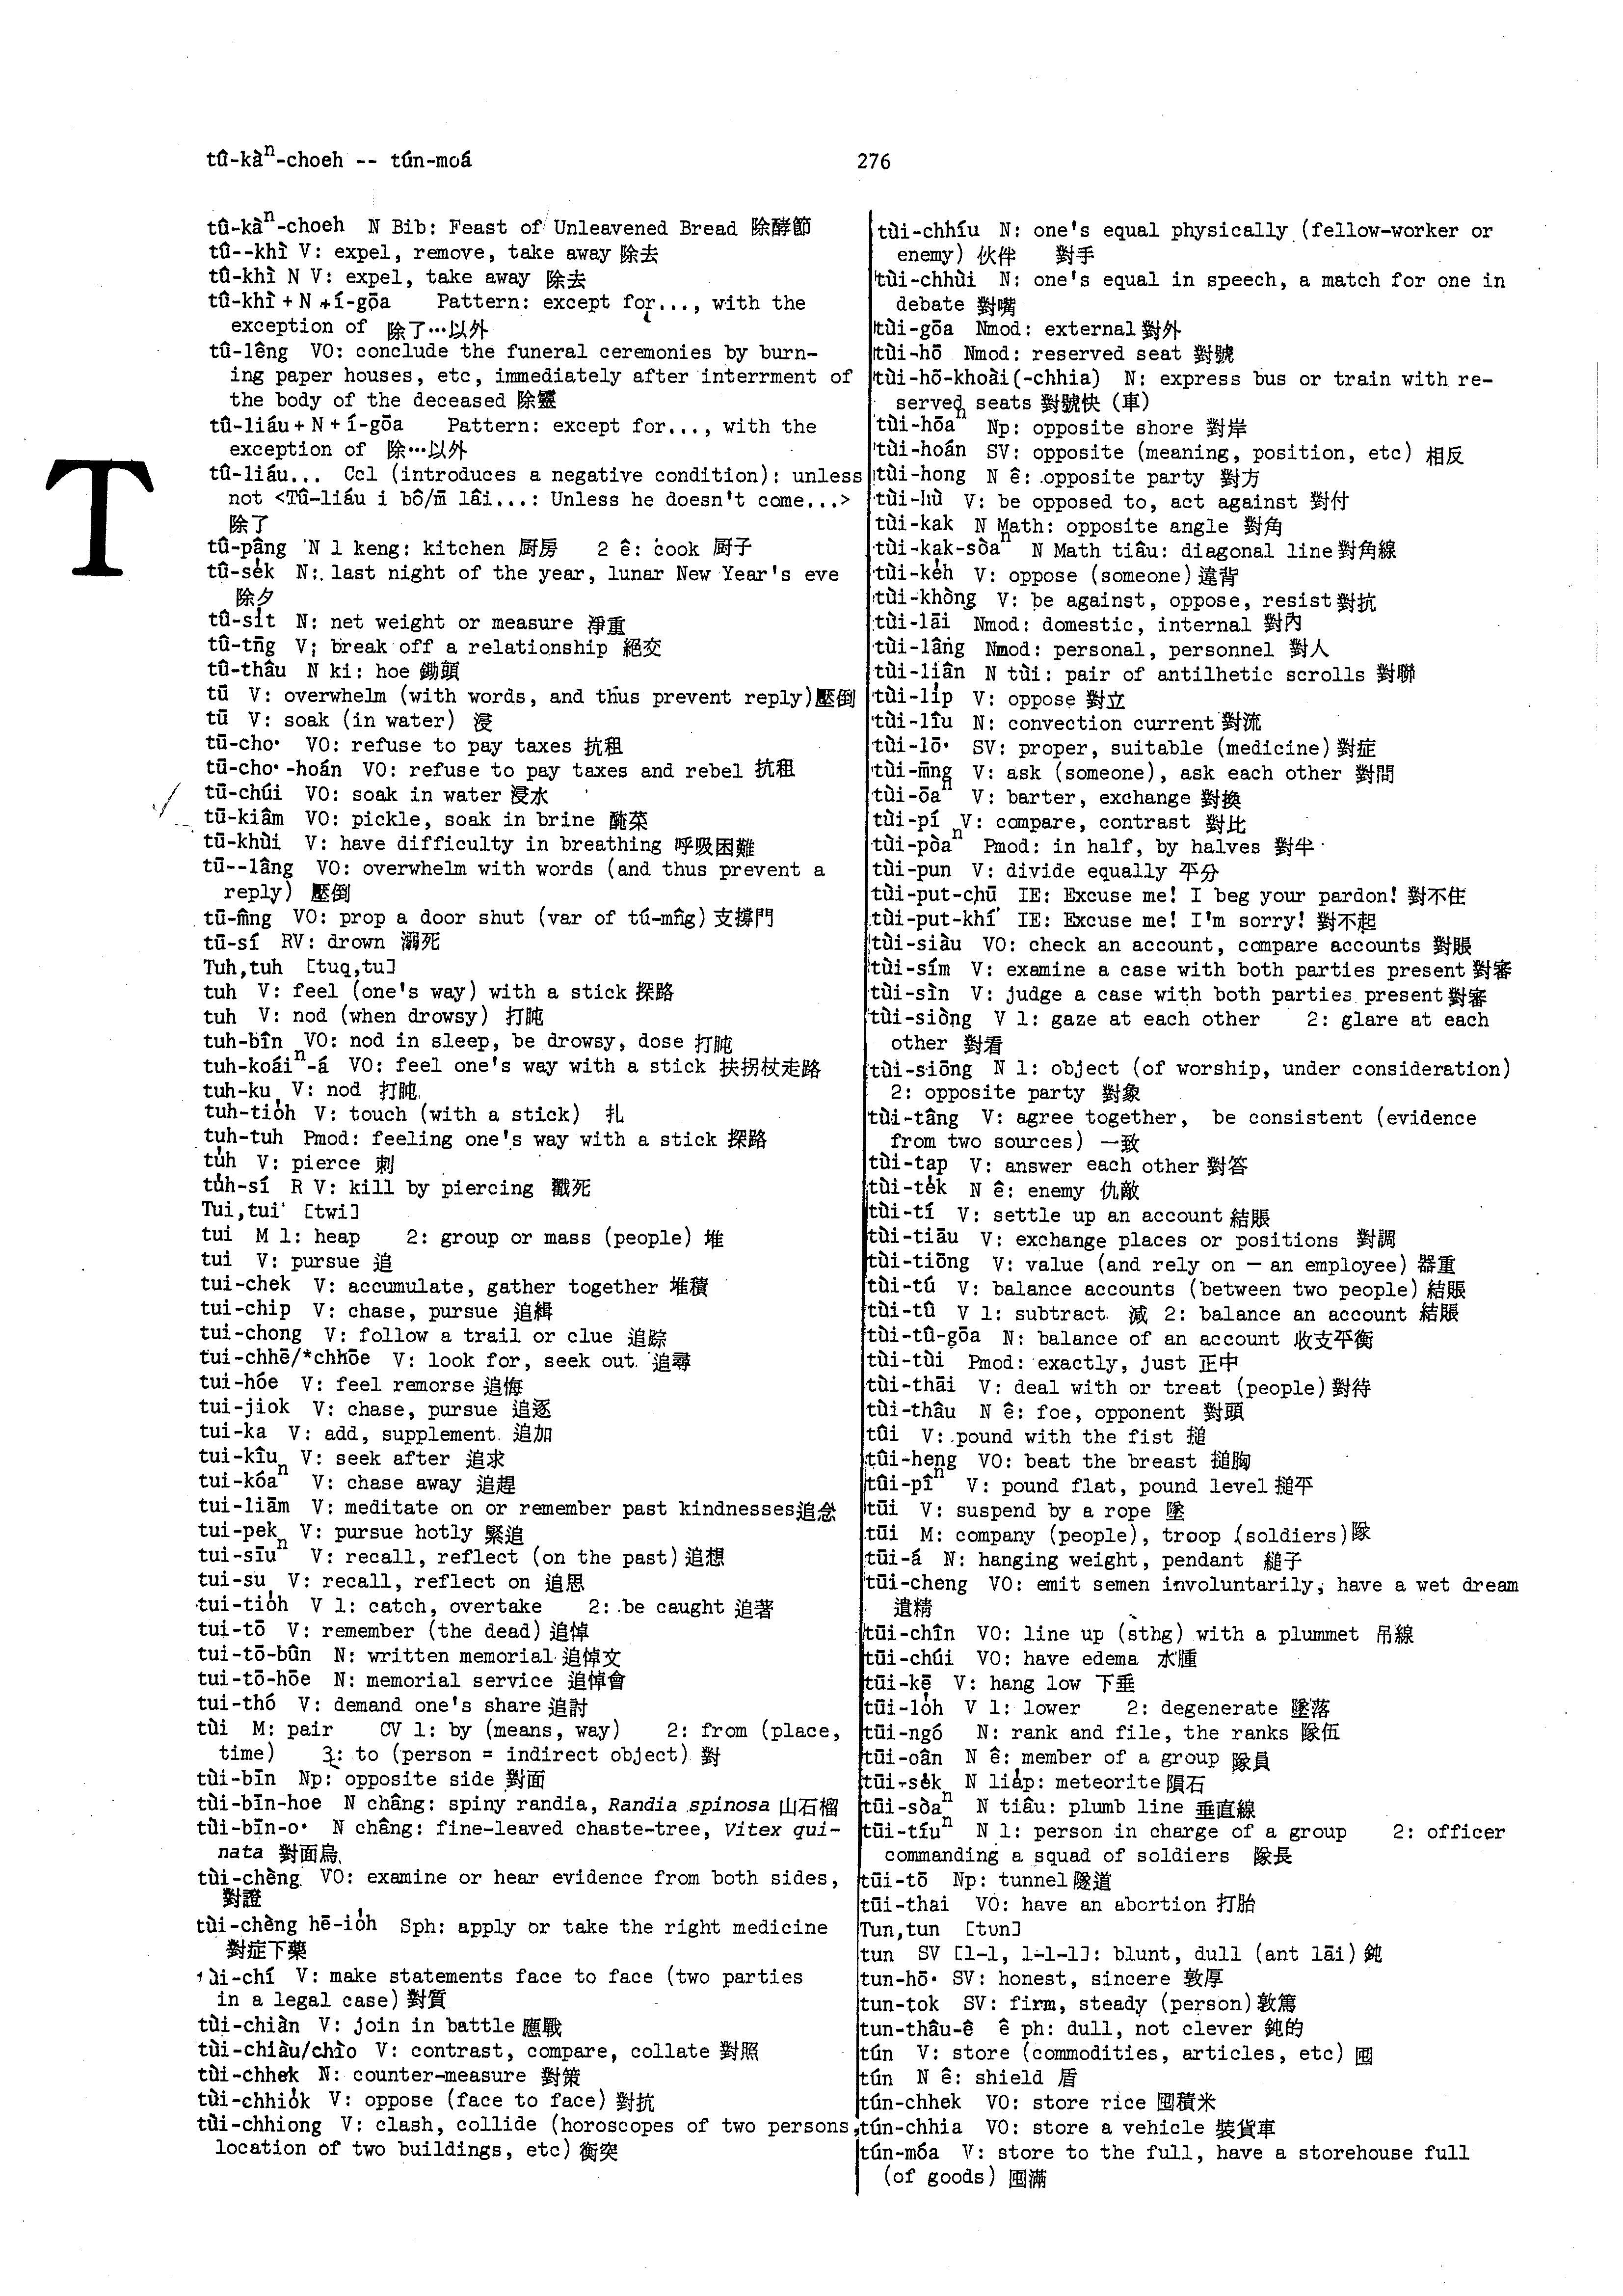 tû-kàⁿ-choeh -- tún-moá
276
tû-kàⁿ-choeh N Bib: Feast of Unleavened Bread 除酵節
tû--khì V: expel, remove, take away 除去
tû-khì N V: expel, take away 除去
tû-khì + N + í-gōa Pattern: except for..., with the
exception of 除了…以外
tû-lêng VO: conclude the funeral ceremonies by burn-
ing paper houses, etc, immediately after interrment of
the body of the deceased 除靈
tû-liáu + N + í-gōa Pattern: except for..., with the
exception of 除…以外
T
tû-liáu... Ccl (introduces a negative condition): unless
not <Tû-liáu i bô/m̄ lâi...: Unless he doesn't come...>
除了
tû-pâng N 1 keng: kitchen 厨房 2 ê: cook 厨子
tû-se̍k N: last night of the year, lunar New Year's eve
除夕
tû-si̍t N: net weight or measure 淨重
tû-tn̄g V; break off a relationship 絕交
tû-thâu N ki: hoe 鋤頭
tū V: overwhelm (with words, and thus prevent reply) 壓倒
tū V: soak (in water) 浸
tū-cho· VO: refuse to pay taxes 抗租
tū-cho·-hoán VO: refuse to pay taxes and rebel 抗租
tū-chúi VO: soak in water 浸水
tū-kiâm VO: pickle, soak in brine 醃菜
tū-khùi V: have difficulty in breathing 呼吸困難
tū--lâng VO: overwhelm with words (and thus prevent a
reply) 壓倒
tū-m̂ng VO: prop a door shut (var of tú-mn̂g) 支撐門
tū-sí RV: drown 溺死
Tuh,tuh [tuq,tu]
tuh V: feel (one's way) with a stick 探路
tuh V: nod (when drowsy) 打盹
tuh-bîn VO: nod in sleep, be drowsy, dose 打盹
tuh-koáiⁿ-á VO: feel one's way with a stick 扶拐杖走路
tuh-ku V: nod 打盹
tuh-tio̍h V: touch (with a stick) 扎
tuh-tuh Pmod: feeling one's way with a stick 探路
tu̍h V: pierce 刺
tu̍h-sí R V: kill by piercing 戳死
Tui,tui [twi]
tui M 1: heap 2: group or mass (people) 堆
tui V: pursue 追
tui-chek V: accumulate, gather together 堆積
tui-chip V: chase, pursue 追緝
tui-chong V: follow a trail or clue 追踪
tui-chhē/*chhōe V: look for, seek out. 追尋
tui-hóe V: feel remorse 追悔
tui-jiok V: chase, pursue 追逐
tui-ka V: add, supplement. 追加
tui-kîu V: seek after 追求
tui-kóaⁿ V: chase away 追趕
tui-liām V: meditate on or remember past kindnesses 追念
tui-pek V: pursue hotly 緊追
tui-sīuⁿ V: recall, reflect (on the past) 追想
tui-su V: recall, reflect on 追思
tui-tio̍h V 1: catch, overtake 2: be caught 追著
tui-tō V: remember (the dead) 追悼
tui-tō-bûn N: written memorial 追悼文
tui-tō-hōe N: memorial service 追悼會
tui-thó V: demand one's share 追討
tùi M: pair CV 1: by (means, way) 2: from (place,
time) 3: to (person = indirect object) 對
tùi-bīn Np: opposite side 對面
tùi-bīn-hoe N châng: spiny randia, Randia spinosa 山石榴
tùi-bīn-o· N châng: fine-leaved chaste-tree, Vitex qui-
nata 對面烏
tùi-chèng VO: examine or hear evidence from both sides,
對證
tùi-chèng hē-io̍h Sph: apply or take the right medicine
對症下藥
tùi-chí V: make statements face to face (two parties
in a legal case) 對質
tùi-chiàn V: join in battle 應戰
tùi-chiàu/chìo V: contrast, compare, collate 對照
tùi-chhek N: counter-measure 對策
tùi-chhio̍k V: oppose (face to face) 對抗
tùi-chhiong V: clash, collide (horoscopes of two persons,
location of two buildings, etc) 衝突
tùi-chhíu N: one's equal physically (fellow-worker or
enemy) 伙伴 對手
tùi-chhùi N: one's equal in speech, a match for one in
debate 對嘴
tùi-gōa Nmod: external 對外
tùi-hō Nmod: reserved seat 對號
tùi-hō-khoài(-chhia) N: express bus or train with re-
served seats 對號快(車)
tùi-hōaⁿ Np: opposite shore 對岸
tùi-hoán SV: opposite (meaning, position, etc) 相反
tùi-hong N ê: opposite party 對方
tùi-hù V: be opposed to, act against 對付
tùi-kak N Math: opposite angle 對角
tùi-kak-sòaⁿ N Math tiâu: diagonal line 對角線
tùi-ke̍h V: oppose (someone) 違背
tùi-khòng V: be against, oppose, resist 對抗
tùi-lāi Nmod: domestic, internal 對內
tùi-lâng Nmod: personal, personnel 對人
tùi-liân N tùi: pair of antilhetic scrolls 對聯
tùi-li̍p V: oppose 對立
tùi-lîu N: convection current 對流
tùi-lō· SV: proper, suitable (medicine) 對症
tùi-m̄ng V: ask (someone), ask each other 對問
tùi-ōaⁿ V: barter, exchange 對換
tùi-pí V: compare, contrast 對比
tùi-pòaⁿ Pmod: in half, by halves 對半
tùi-pun V: divide equally 平分
tùi-put-chū IE: Excuse me! I beg your pardon! 對不住
tùi-put-khí IE: Excuse me! I'm sorry! 對不起
tùi-siàu VO: check an account, compare accounts 對賬
tùi-sím V: examine a case with both parties present 對審
tùi-sìn V: judge a case with both parties present 對審
tùi-siòng V 1: gaze at each other 2: glare at each
other 對看
tùi-siōng N 1: object (of worship, under consideration)
2: opposite party 對象
tùi-tâng V: agree together, be consistent (evidence
from two sources) 一致
tùi-tap V: answer each other 對答
tùi-te̍k N ê: enemy 仇敵
tùi-tí V: settle up an account 結賬
tùi-tiāu V: exchange places or positions 對調
tùi-tiōng V: value (and rely on — an employee) 器重
tùi-tú V: balance accounts (between two people) 結賬
tùi-tû V 1: subtract. 減 2: balance an account 結賬
tùi-tû-gōa N: balance of an account 收支平衡
tùi-tùi Pmod: exactly, just 正中
tùi-thāi V: deal with or treat (people) 對待
tùi-thâu N ê: foe, opponent 對頭
tûi V: pound with the fist 搥
tûi-heng VO: beat the breast 搥胸
tûi-pîⁿ V: pound flat, pound level 搥平
tūi V: suspend by a rope 墜
tūi M: company (people), troop (soldiers) 隊
tūi-á N: hanging weight, pendant 縋子
tūi-cheng VO: emit semen involuntarily; have a wet dream
遺精
tūi-chîn VO: line up (sthg) with a plummet 吊線
tūi-chúi VO: have edema 水腫
tūi-kē V: hang low 下垂
tūi-lo̍h V 1: lower 2: degenerate 墜落
tūi-ngó N: rank and file, the ranks 隊伍
tūi-oân N ê: member of a group 隊員
tūi-se̍k N lia̍p: meteorite 隕石
tūi-sòaⁿ N tiâu: plumb line 垂直線
tūi-tíuⁿ N 1: person in charge of a group 2: officer
commanding a squad of soldiers 隊長
tūi-tō Np: tunnel 隧道
tūi-thai VO: have an abortion 打胎
Tun,tun [tun]
tun SV [1-1, 1-1-1]: blunt, dull (ant lāi) 鈍
tun-hō· SV: honest, sincere 敦厚
tun-tok SV: firm, steady (person) 敦篤
tun-thâu-ê ê ph: dull, not clever 鈍的
tún V: store (commodities, articles, etc) 囤
tún N ê: shield 盾
tún-chhek VO: store rice 囤積米
tún-chhia VO: store a vehicle 裝貨車
tún-móa V: store to the full, have a storehouse full
(of goods) 囤滿